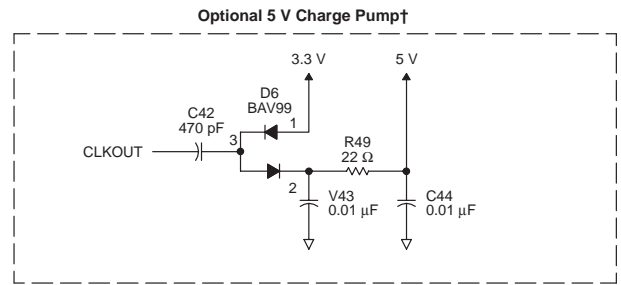 Optional 5 V Charge Pump†
3.3 V
5 V
D6
BAV99
C42
470 pF
1
3
R49
22 Ω
CLKOUT
2
V43
0.01 μF
C44
0.01 μF